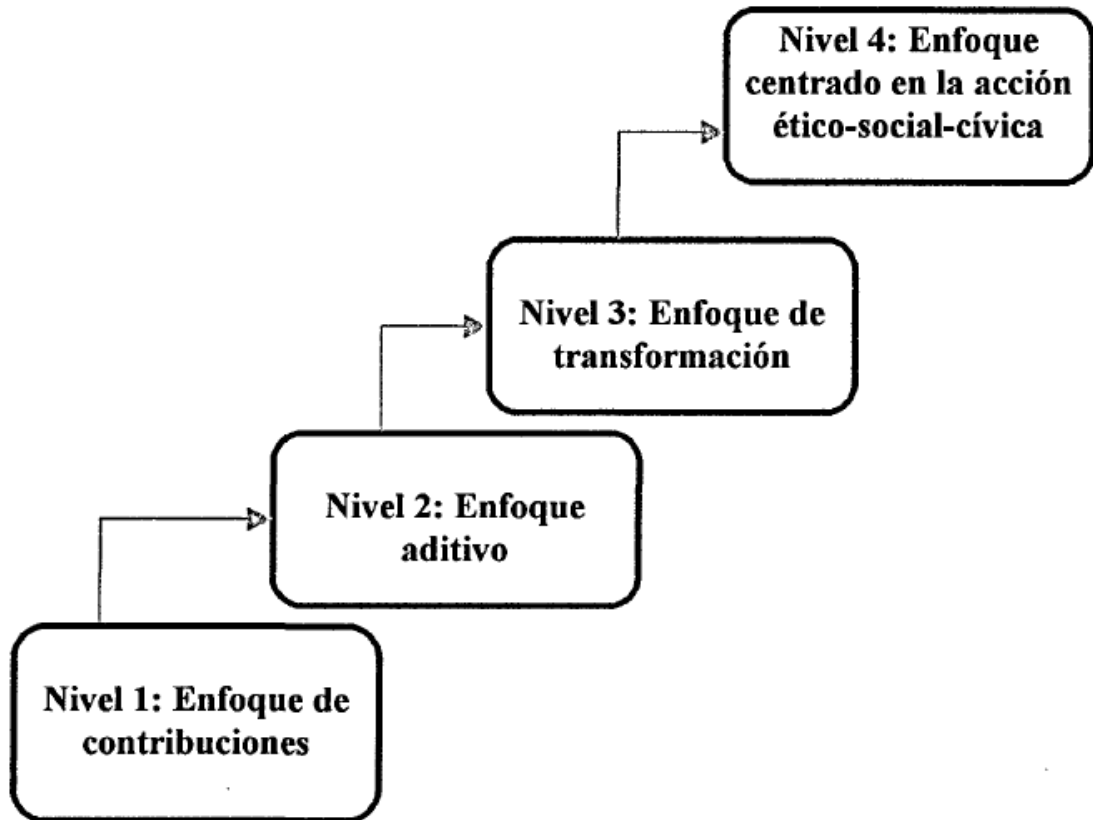 Nivel 4: Enfoque
centrado en la acción
ético-social-cívica
Nivel 3: Enfoque de
transformación
Nivel 2: Enfoque
aditivo
Nivel 1: Enfoque de
contribuciones